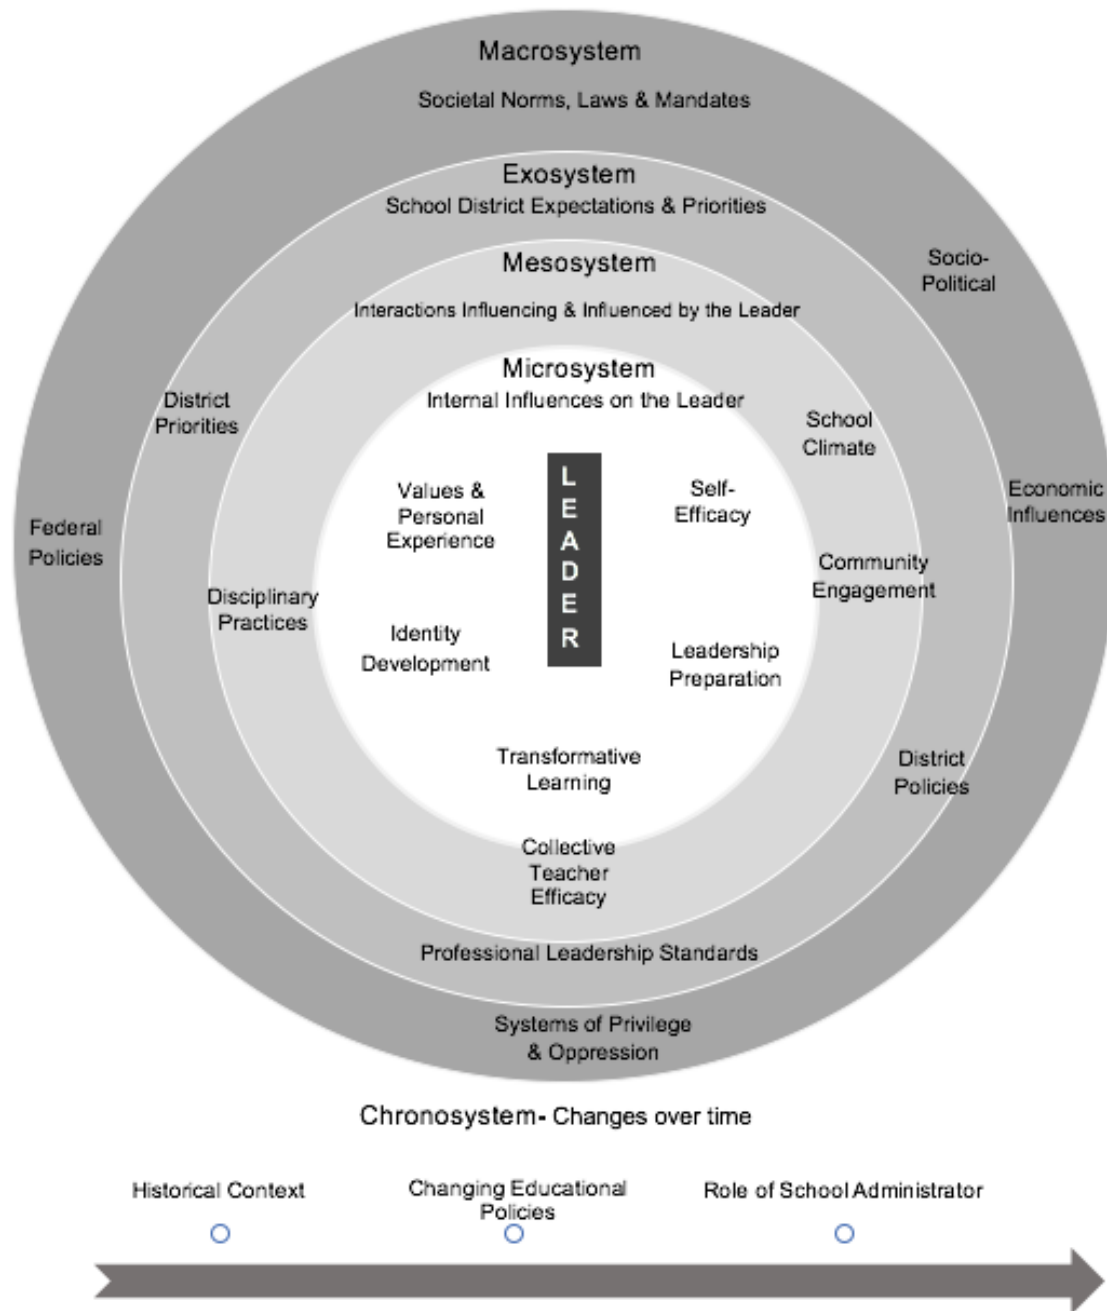 Macrosystem
Societal Norms, Laws & Mandates
Exosystem
School District Expectations & Priorities
Mesosystem
Interactions Influencing & Influenced by the Leader
Microsystem
Internal Influences on the Leader
Socio-
Political
District
Priorities
School
Climate
Values &
Personal
Experience
L
E
A
D
E
R
Self-
Efficacy
Economic
Influences
Federal
Policies
Disciplinary
Practices
Community
Engagement
Identity
Development
Leadership
Preparation
Transformative
Learning
District
Policies
Collective
Teacher
Efficacy
Professional Leadership Standards
Systems of Privilege
& Oppression
Chronosystem- Changes over time
Historical Context
Changing Educational
Policies
Role of School Administrator